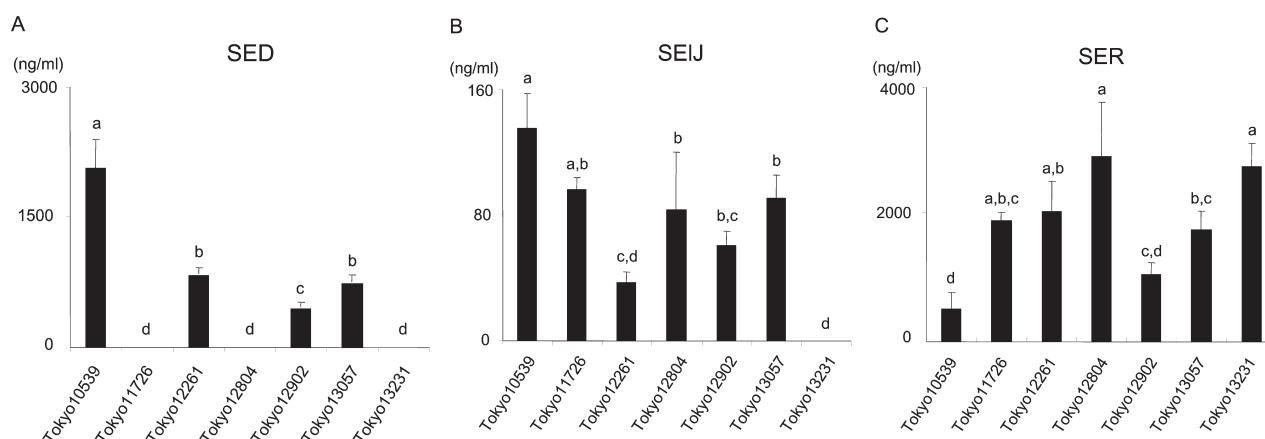 A
SED
(ng/ml)
3000
1500
0
a
d
b
d
c
b
d
Tokyo10539
Tokyo11726
Tokyo12261
Tokyo12804
Tokyo12902
Tokyo13057
Tokyo13231
B
SElJ
(ng/ml)
160
80
0
a
a,b
c,d
b
b,c
b
d
Tokyo10539
Tokyo11726
Tokyo12261
Tokyo12804
Tokyo12902
Tokyo13057
Tokyo13231
C
SER
(ng/ml)
4000
2000
0
d
a,b,c
a,b
a
c,d
b,c
a
Tokyo10539
Tokyo11726
Tokyo12261
Tokyo12804
Tokyo12902
Tokyo13057
Tokyo13231